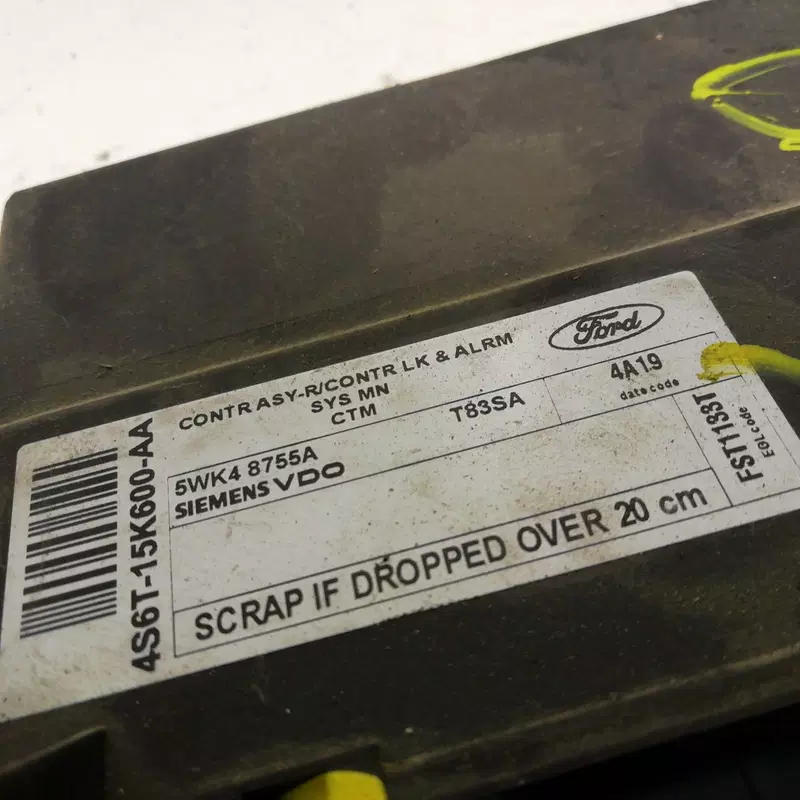 Ford
CONTR ASY-R/CONTR LK & ALRM
SYS MN
CTM
5WK4 8755A
T83SA
4A19
date code
SIEMENS VDO
FST1183T
EOL code
SCRAP IF DROPPED OVER 20 cm
4S6T-15K600-AA